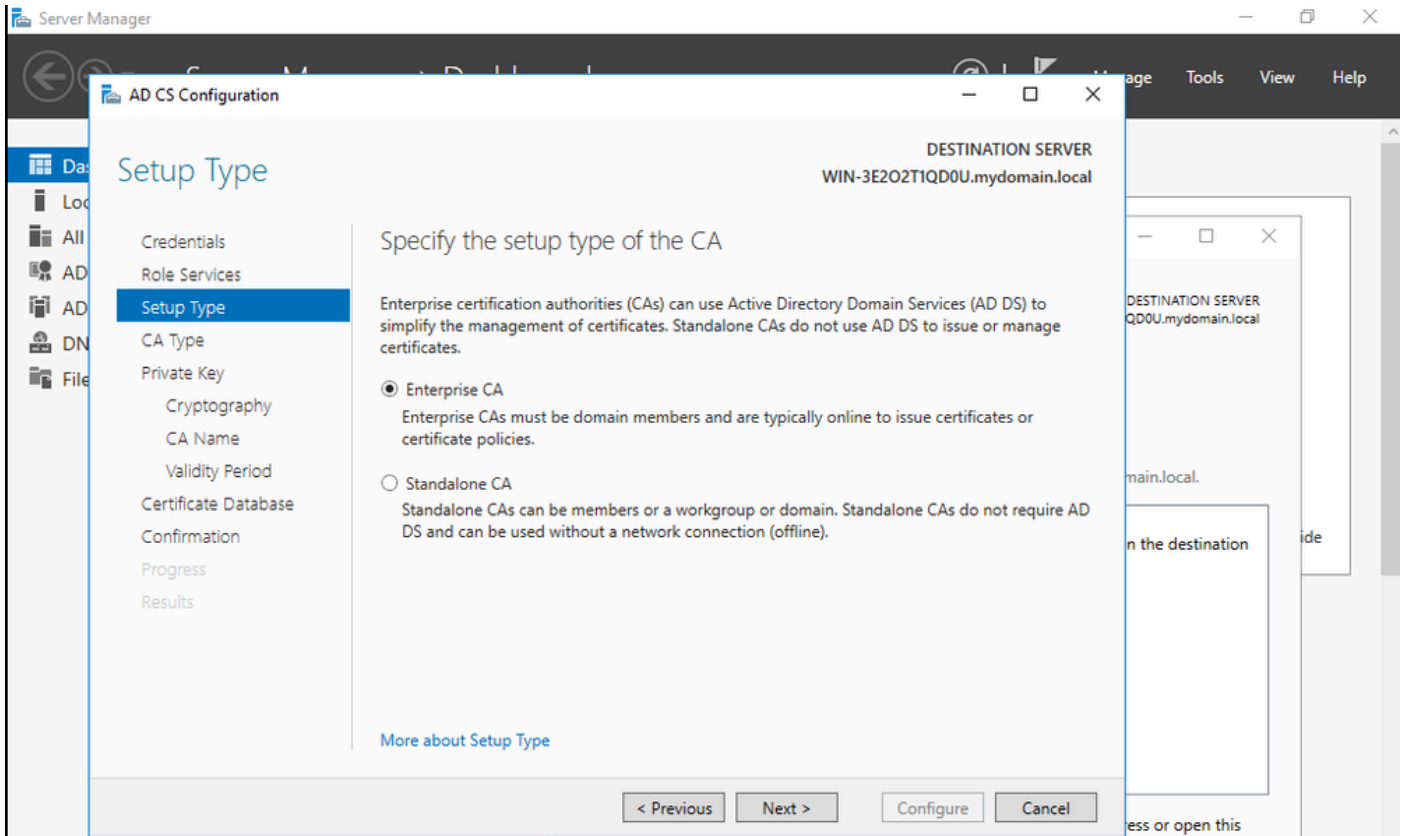 Server Manager
Manage Tools View Help
AD CS Configuration
Setup Type
DESTINATION SERVER
WIN-3E2O2T1QD0U.mydomain.local
Credentials
Role Services
Setup Type
CA Type
Private Key
Cryptography
CA Name
Validity Period
Certificate Database
Confirmation
Progress
Results
Specify the setup type of the CA
Enterprise certification authorities (CAs) can use Active Directory Domain Services (AD DS) to
simplify the management of certificates. Standalone CAs do not use AD DS to issue or manage
certificates.
Enterprise CA
Enterprise CAs must be domain members and are typically online to issue certificates or
certificate policies.
Standalone CA
Standalone CAs can be members or a workgroup or domain. Standalone CAs do not require AD
DS and can be used without a network connection (offline).
More about Setup Type
< Previous
Next >
Configure
Cancel
All
AD
AD
File
DESTINATION SERVER
QD0U.mydomain.local
main.local.
n the destination
ide
ress or open this